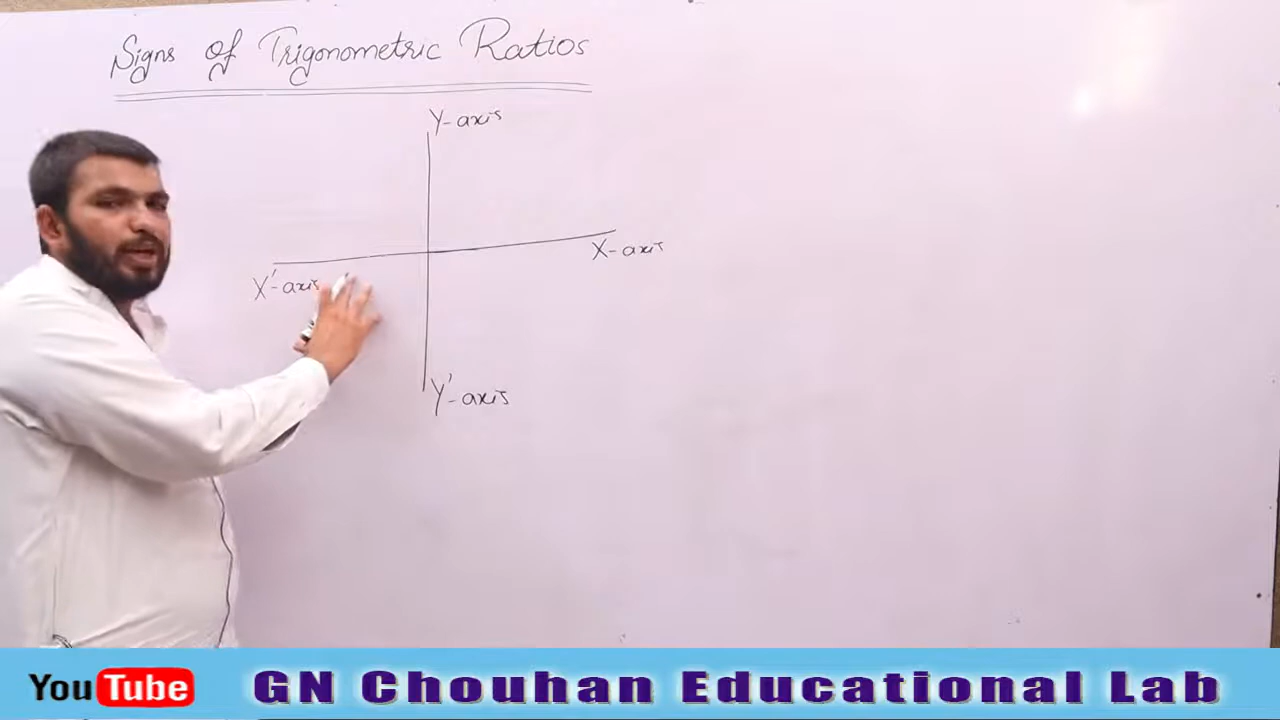 Signs of Trigonometric Ratios
Y-axis
X-axis
X'-axis
Y'-axis
YouTube GN Chouhan Educational Lab